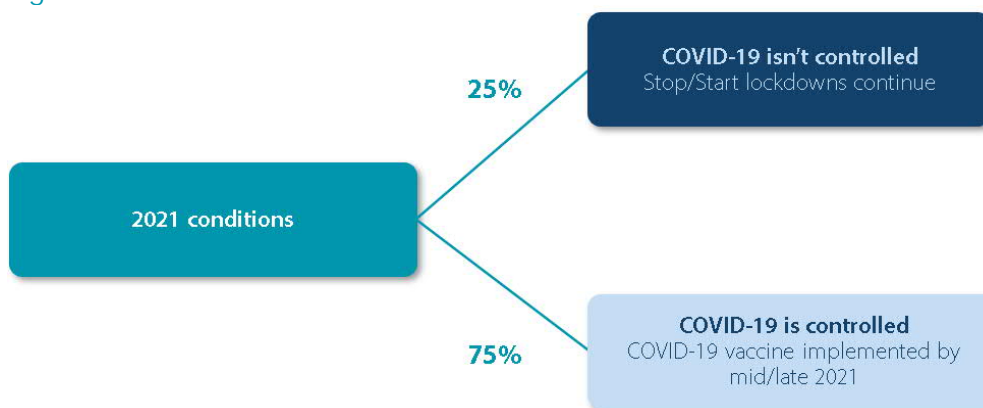 COVID-19 isn't controlled
Stop/Start lockdowns continue
25%
2021 conditions
COVID-19 is controlled
COVID-19 vaccine implemented by
mid/late 2021
75%